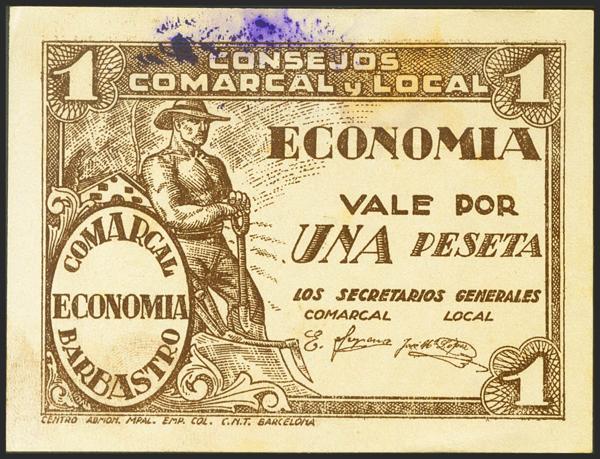 1 CONSEJOS 1
COMARCAL y LOCAL
ECONOMIA
VALE POR
UNA PESETA
LOS SECRETARIOS GENERALES
COMARCAL LOCAL
COMARCAL
ECONOMIA
BARBASTRO
1
CENTRO ADMON. MPAL. EMP. COL. C.N.T. BARCELONA